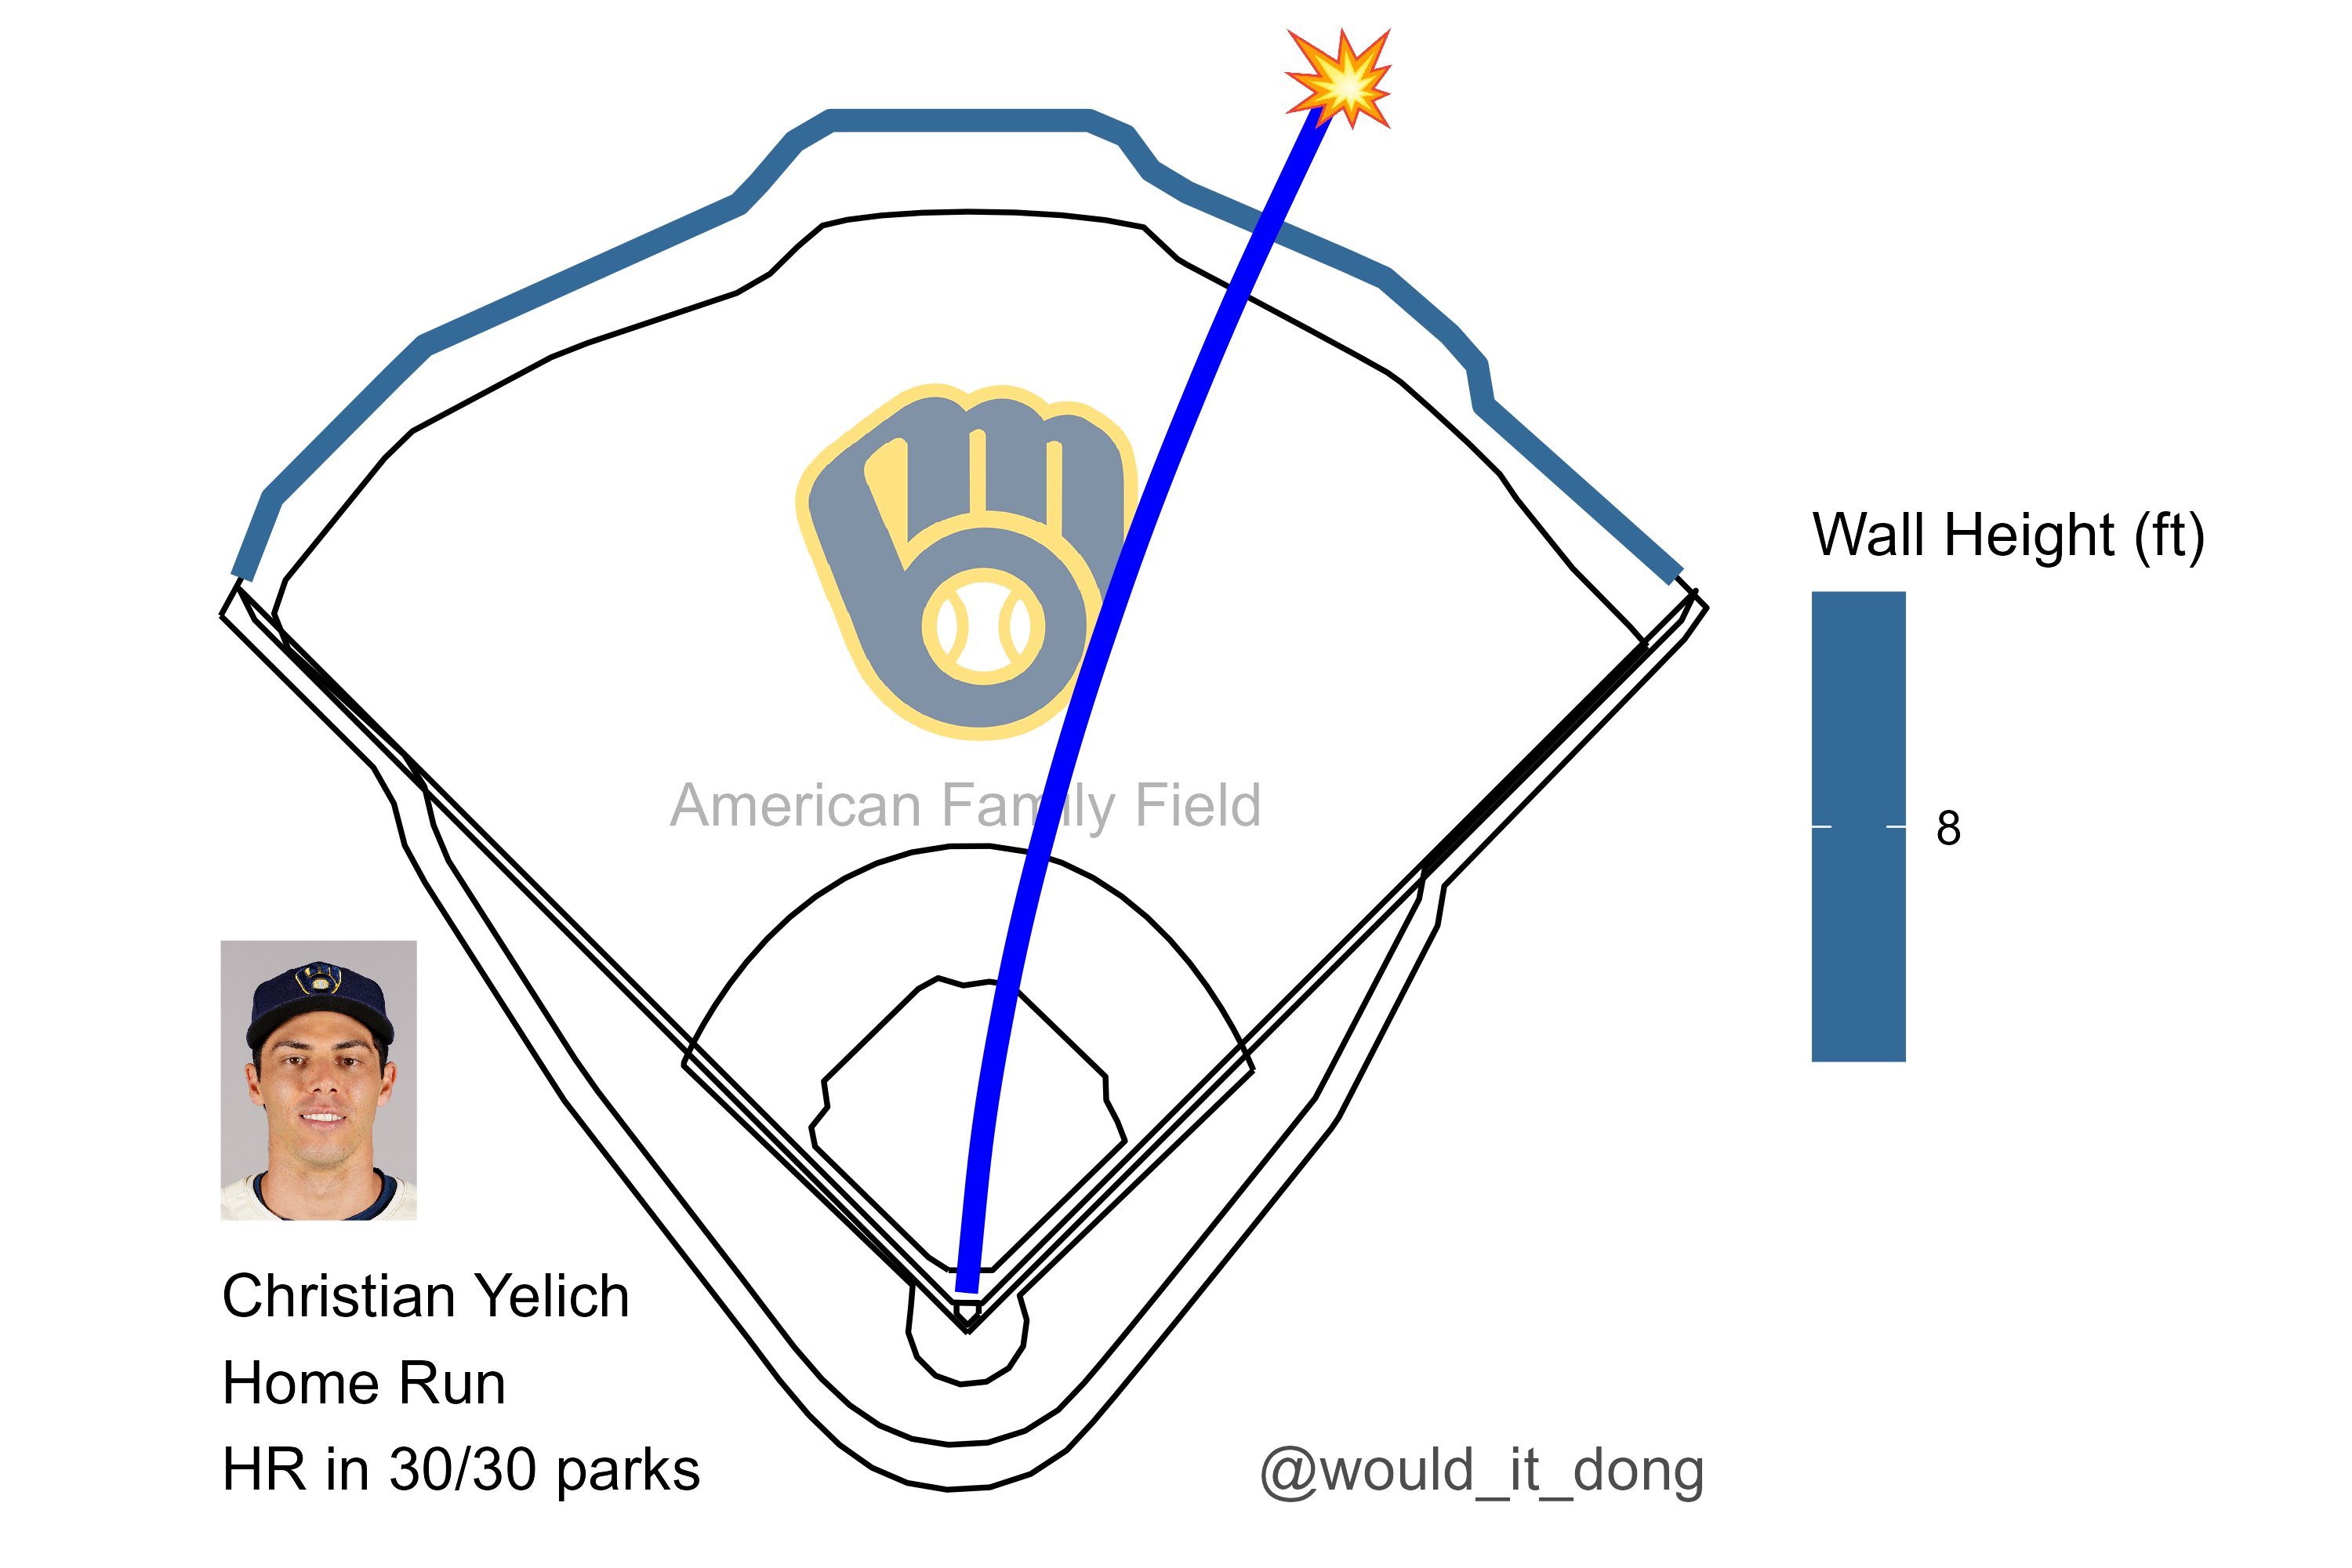 American Family Field
Wall Height (ft)
8
Christian Yelich
Home Run
HR in 30/30 parks
@would_it_dong